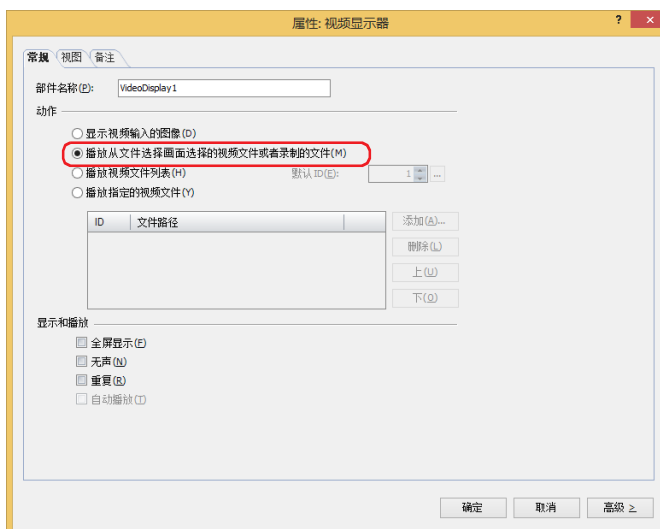 属性: 视频显示器
? ×
常规 视图 备注
部件名称(P): VideoDisplay1
动作
显示视频输入的图像(D)
播放从文件选择画面选择的视频文件或者录制的文件(M)
播放视频文件列表(H) 默认ID(E): 1 ...
播放指定的视频文件(Y)
ID 文件路径
添加(A)...
删除(L)
上(U)
下(O)
显示和播放
全屏显示(F)
无声(N)
重复(R)
自动播放(T)
确定 取消 高级 ≥